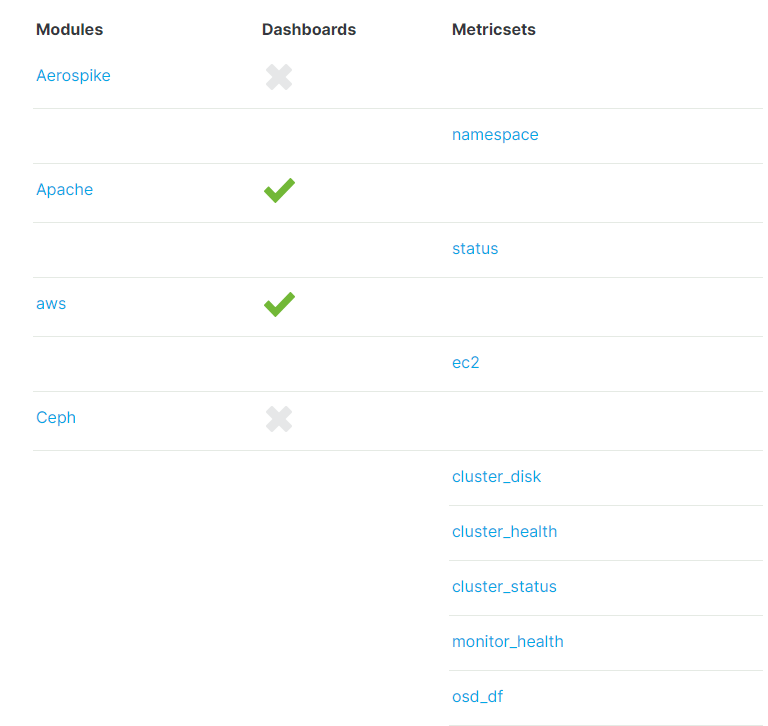 Modules Dashboards Metricsets
Aerospike
namespace
Apache
status
aws
ec2
Ceph
cluster_disk
cluster_health
cluster_status
monitor_health
osd_df